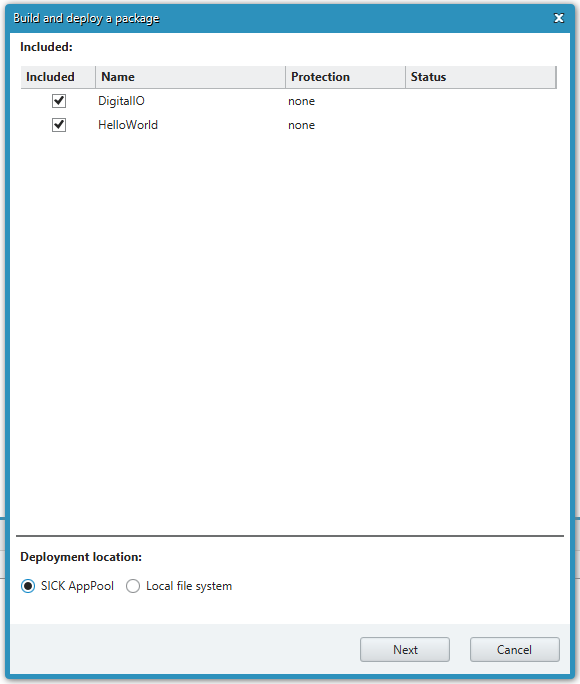 Build and deploy a package
Included:
Included Name Protection Status
DigitalIO none
HelloWorld none
Deployment location:
SICK AppPool Local file system
Next Cancel